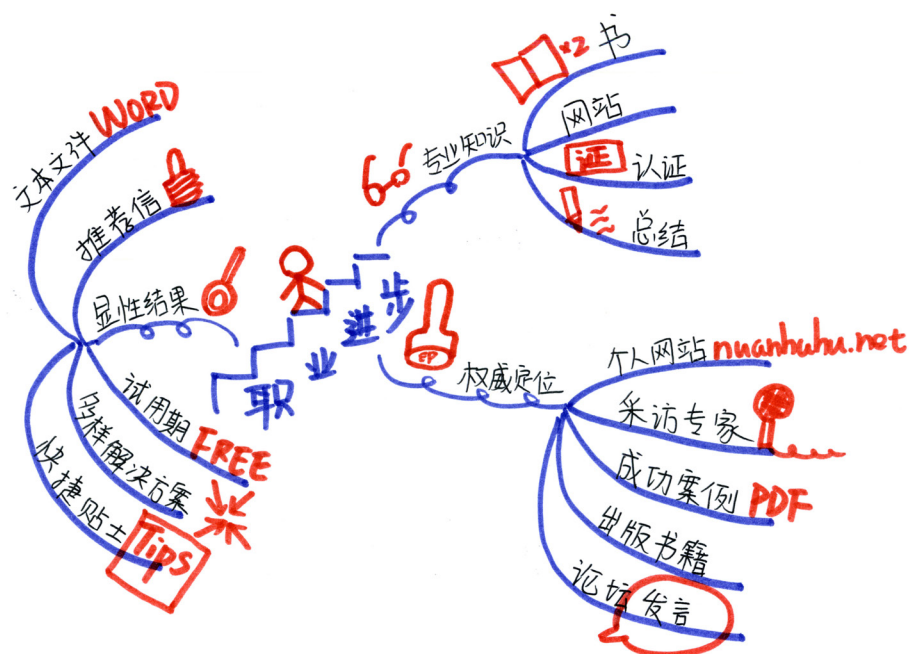 职业进步
专业知识
×2 书
网站
证 认证
总结
权威定位
EP
个人网站 nuanhuhu.net
采访专家
成功案例 PDF
出版书籍
论坛发言
显性结果
文本文件 WORD
推荐信
试用期 FREE
多样解决方案
快捷贴士 Tips